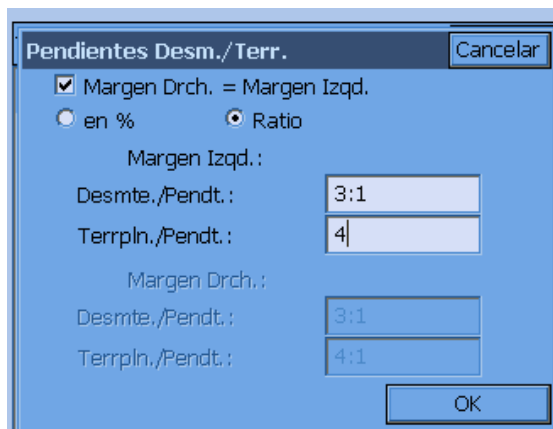 Pendientes Desm./Terr. Cancelar
Margen Drch. = Margen Izqd.
en % Ratio
Margen Izqd.:
Desmte./Pendt.: 3:1
Terrpln./Pendt.: 4
Margen Drch.:
Desmte./Pendt.: 3:1
Terrpln./Pendt.: 4:1
OK